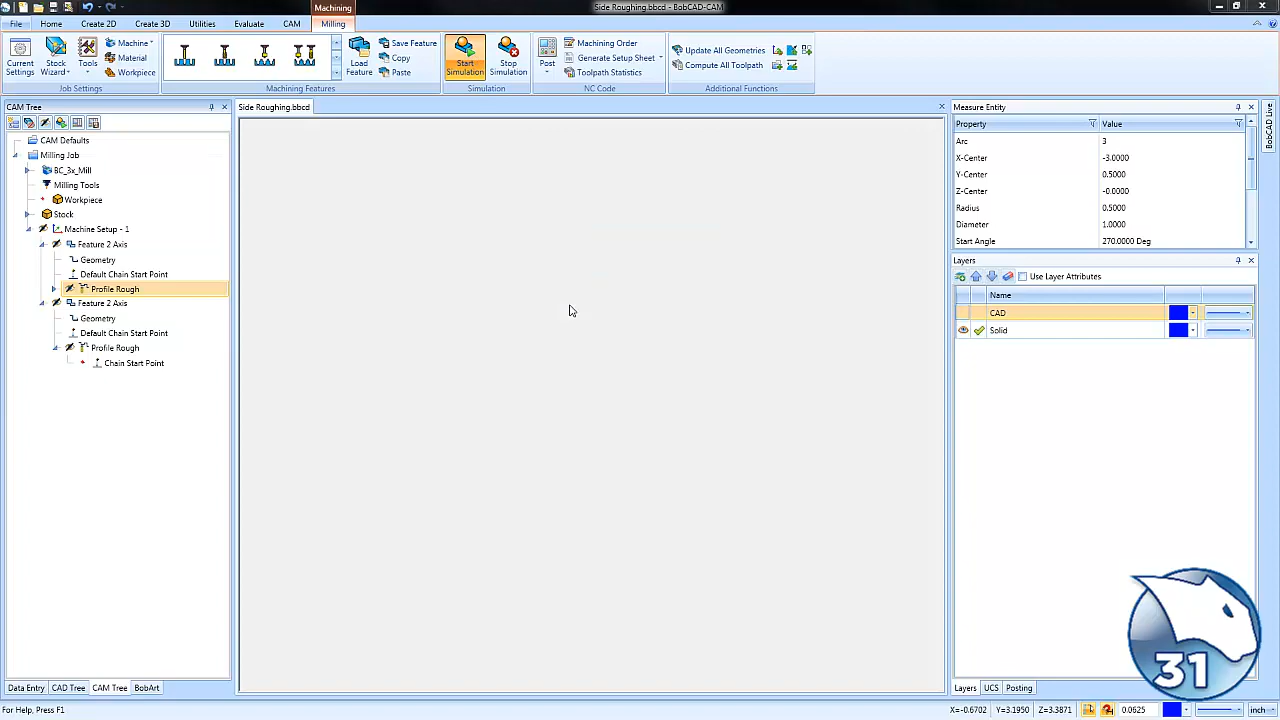 Side Roughing.bbcd - BobCAD-CAM
Machining
File Home Create 2D Create 3D Utilities Evaluate CAM Milling
Current Settings
Stock Wizard
Tools
Machine
Material
Workpiece
Job Settings
Load Feature
Save Feature
Copy
Paste
Machining Features
Start Simulation
Stop Simulation
Simulation
Post
Machining Order
Generate Setup Sheet
Toolpath Statistics
NC Code
Update All Geometries
Compute All Toolpath
Additional Functions
CAM Tree
CAM Defaults
Milling Job
BC_3x_Mill
Milling Tools
Workpiece
Stock
Machine Setup - 1
Feature 2 Axis
Geometry
Default Chain Start Point
Profile Rough
Feature 2 Axis
Geometry
Default Chain Start Point
Profile Rough
Chain Start Point
Data Entry CAD Tree CAM Tree BobArt
Side Roughing.bbcd
Measure Entity
Property Value
Arc 3
X-Center -3.0000
Y-Center 0.5000
Z-Center -0.0000
Radius 0.5000
Diameter 1.0000
Start Angle 270.0000 Deg
Layers
Use Layer Attributes
Name
CAD
Solid
Layers UCS Posting
BobCAD Live
31
For Help, Press F1
X=-0.6702 Y=3.1950 Z=3.3871 0.0625 inch